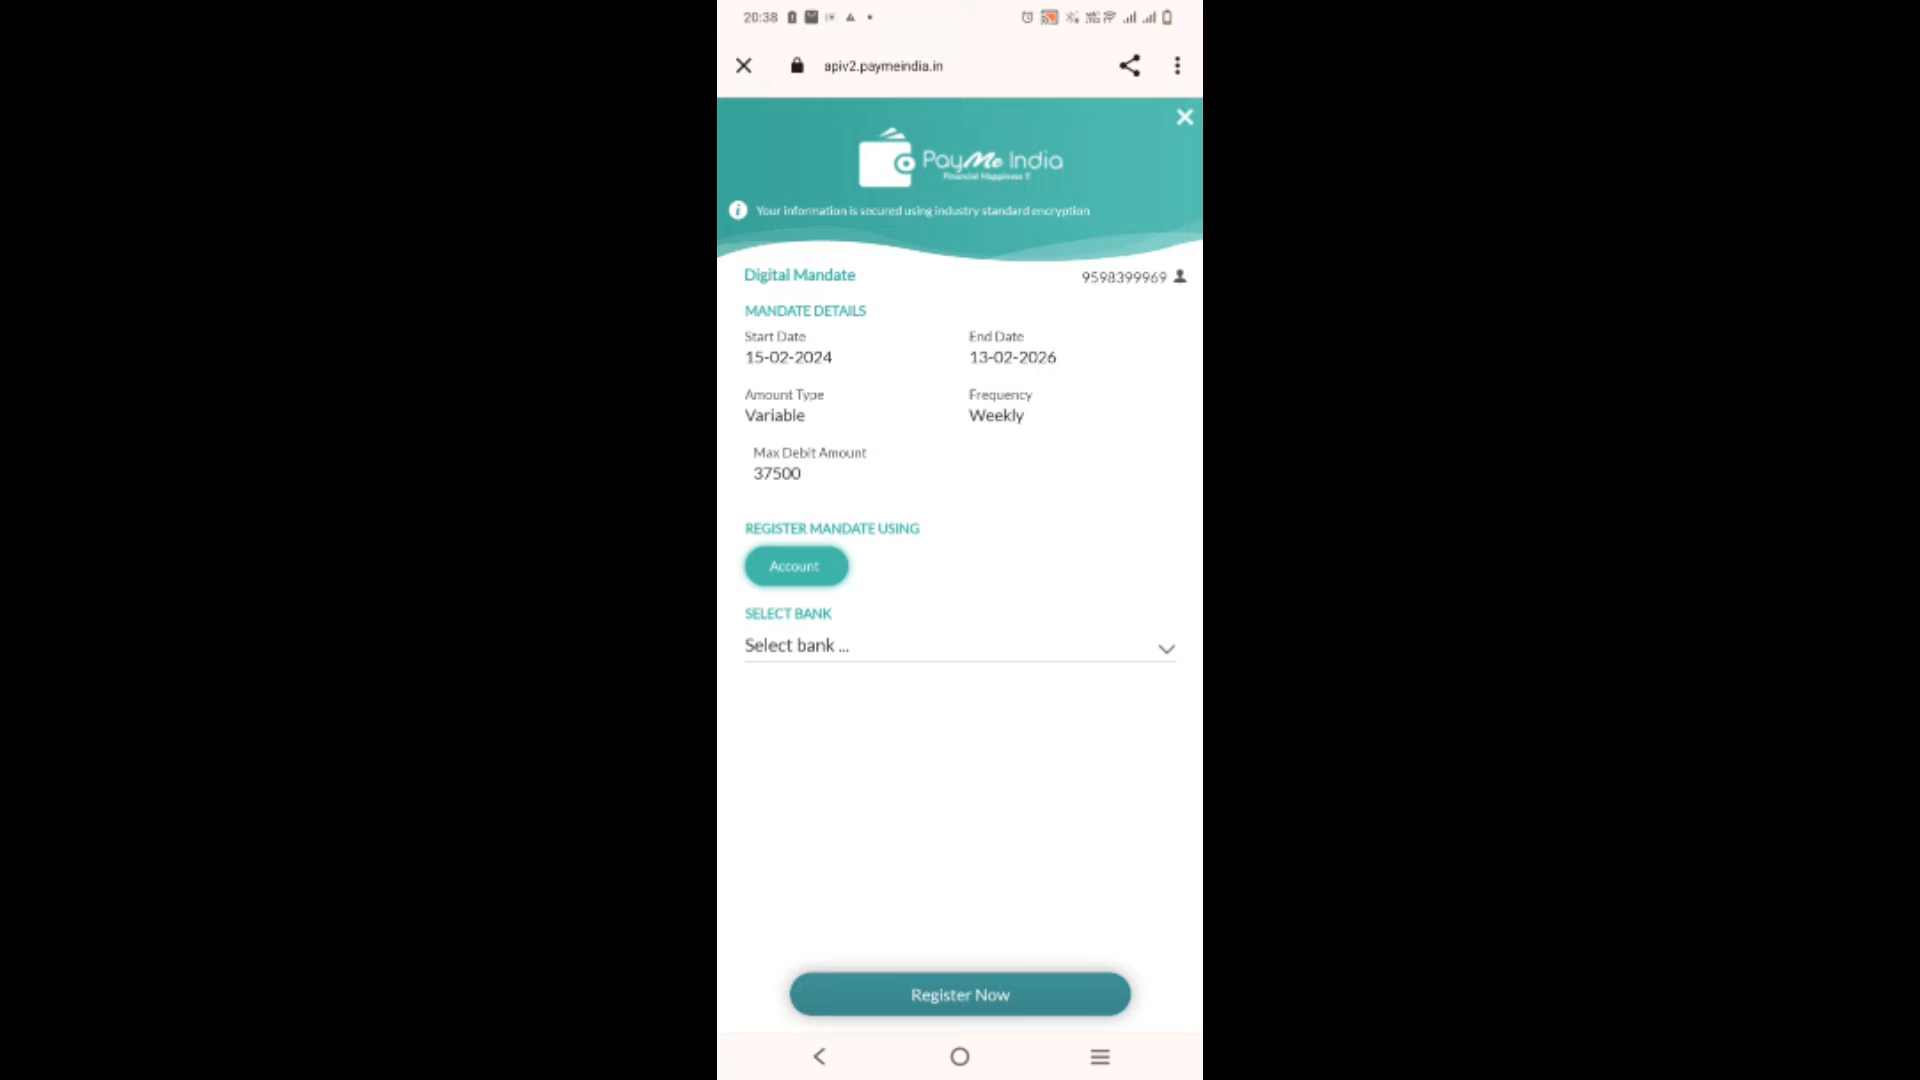 20:38
apiv2.paymeindia.in
PayMe India
Financial Happiness !!
Your information is secured using industry standard encryption
Digital Mandate
9598399969
MANDATE DETAILS
Start Date
End Date
15-02-2024
13-02-2026
Amount Type
Frequency
Variable
Weekly
Max Debit Amount
37500
REGISTER MANDATE USING
Account
SELECT BANK
Select bank ...
Register Now